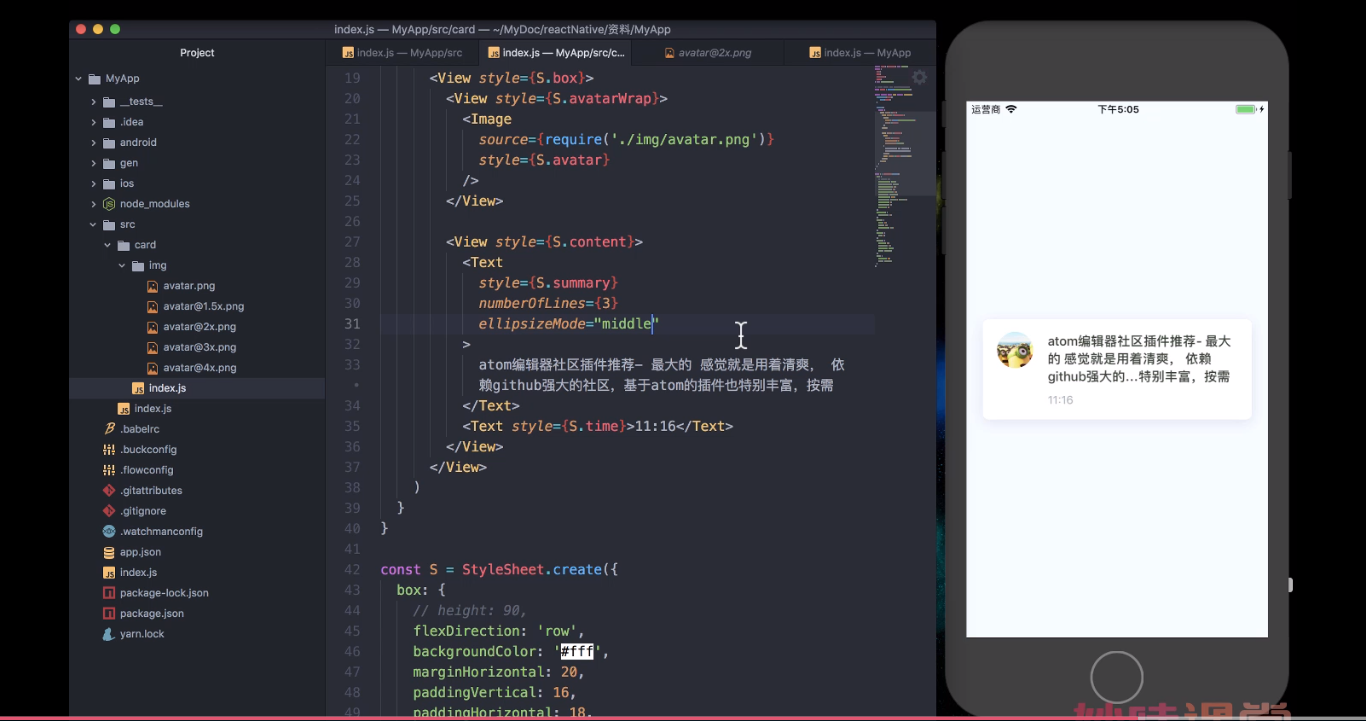 index.js — MyApp/src/card — ~/MyDoc/reactNative/资料/MyApp
Project
MyApp
__tests__
.idea
android
gen
ios
node_modules
src
card
img
avatar.png
avatar@1.5x.png
avatar@2x.png
avatar@3x.png
avatar@4x.png
index.js
index.js
.babelrc
.buckconfig
.flowconfig
.gitattributes
.gitignore
.watchmanconfig
app.json
index.js
package-lock.json
package.json
yarn.lock
index.js — MyApp/src
index.js — MyApp/src/c...
avatar@2x.png
index.js — MyApp
19 <View style={S.box}>
20 <View style={S.avatarWrap}>
21 <Image
22 source={require('./img/avatar.png')}
23 style={S.avatar}
24 />
25 </View>
26
27 <View style={S.content}>
28 <Text
29 style={S.summary}
30 numberOfLines={3}
31 ellipsizeMode="middle"
32 >
33 atom编辑器社区插件推荐- 最大的 感觉就是用着清爽， 依
• 赖github强大的社区，基于atom的插件也特别丰富，按需
34 </Text>
35 <Text style={S.time}>11:16</Text>
36 </View>
37 </View>
38 )
39 }
40 }
41
42 const S = StyleSheet.create({
43 box: {
44 // height: 90,
45 flexDirection: 'row',
46 backgroundColor: '#fff',
47 marginHorizontal: 20,
48 paddingVertical: 16,
49 paddingHorizontal: 18,
运营商 下午5:05
atom编辑器社区插件推荐- 最大
的 感觉就是用着清爽， 依赖
github强大的...特别丰富，按需
11:16